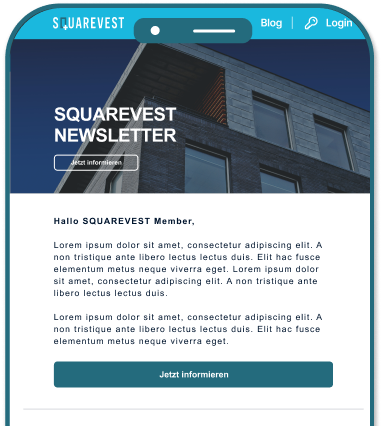 SQUAREVEST
Blog | Login
SQUAREVEST
NEWSLETTER
Jetzt informieren
Hallo SQUAREVEST Member,
Lorem ipsum dolor sit amet, consectetur adipiscing elit. A
non tristique ante libero lectus lectus duis. Elit hac fusce
elementum metus neque viverra eget. Lorem ipsum dolor
sit amet, consectetur adipiscing elit. A non tristique ante
libero lectus lectus duis.
Lorem ipsum dolor sit amet, consectetur adipiscing elit. A
non tristique ante libero lectus lectus duis. Elit hac fusce
elementum metus neque viverra eget.
Jetzt informieren